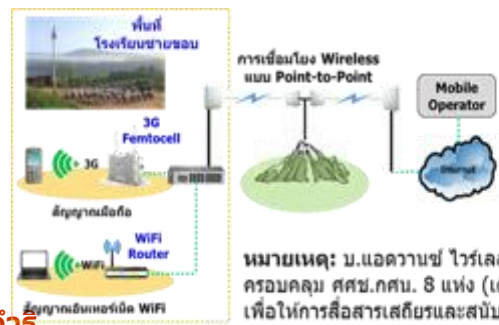 พื้นที่
โรงเรียนชายขอบ
การเชื่อมโยง Wireless
แบบ Point-to-Point
Mobile
Operator
3G
Femtocell
3G
Internet
สัญญาณมือถือ
WiFi
Router
+WiFi
สัญญาณอินเทอร์เน็ต WiFi
หมายเหตุ: บ.แอดวานซ์ ไวร์เล
ครอบคลุม ศศช.กศน. 8 แห่ง
เพื่อให้การสื่อสารเสถียรและสนับ